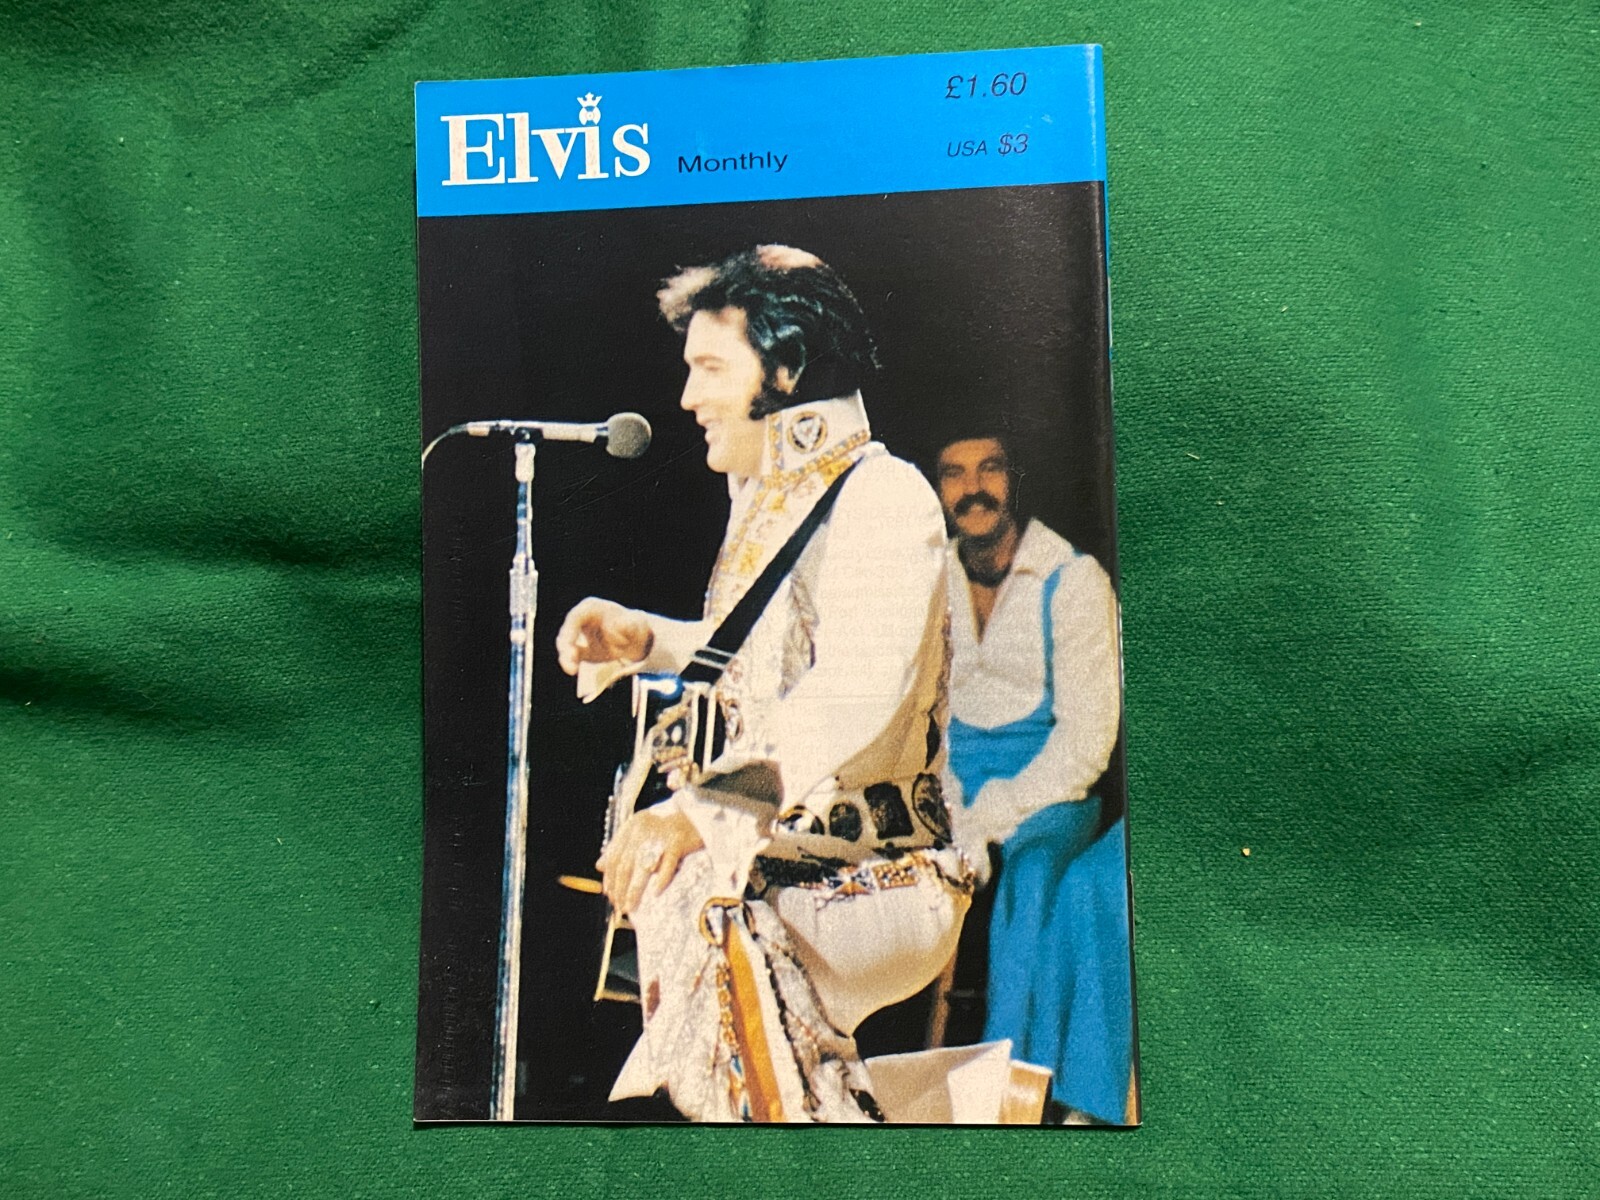 Elvis Monthly
£1.60
USA $3